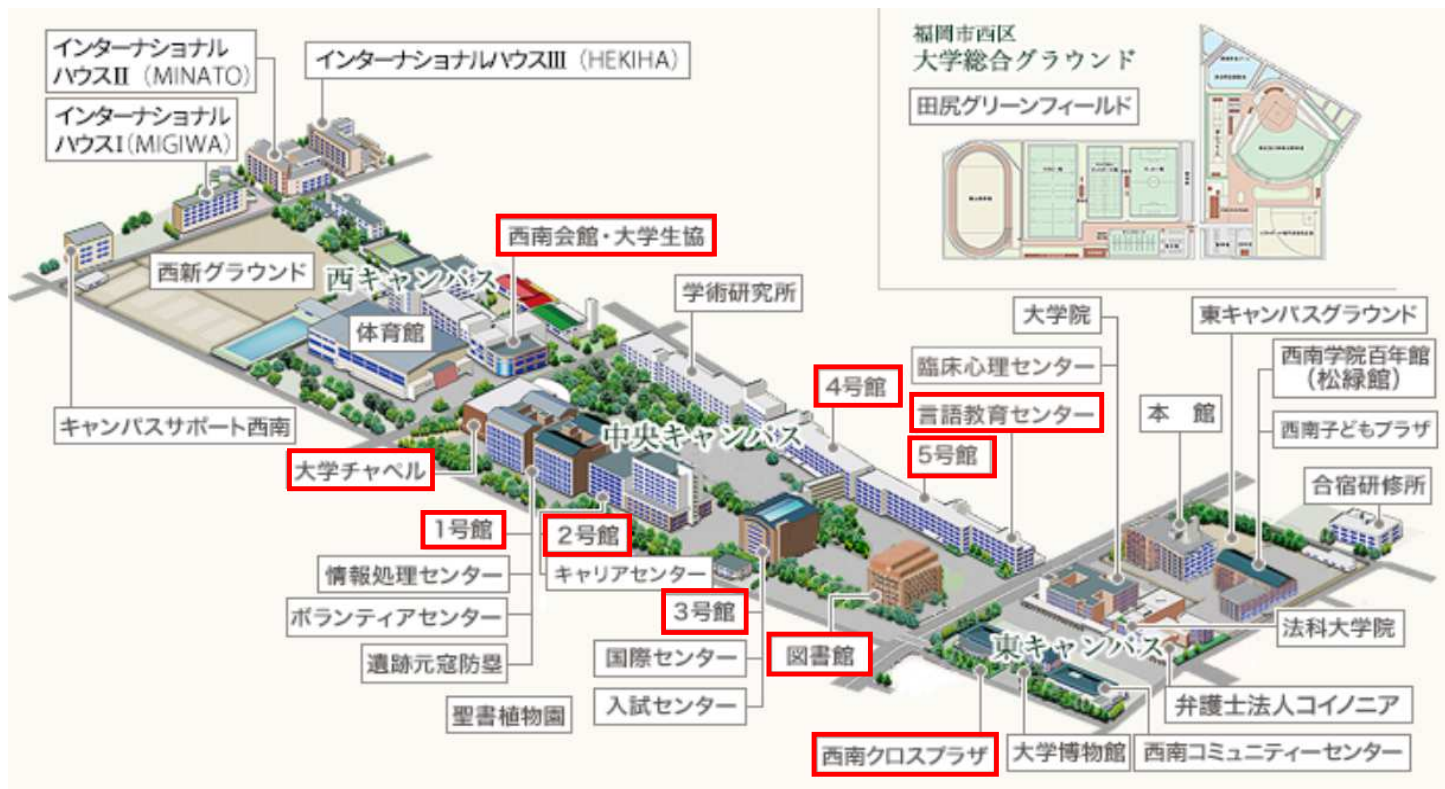 インターナショナル
ハウスII (MINATO)
インターナショナルハウスIII (HEKIHA)
インターナショナル
ハウスI(MIGIWA)
福岡市西区
大学総合グラウンド
田尻グリーンフィールド
西南会館・大学生協
西新グラウンド
西キャンパス
学術研究所
体育館
大学院
東キャンパスグラウンド
臨床心理センター
西南学院百年館
(松緑館)
4号館
言語教育センター
本 館
キャンパスサポート西南
中央キャンパス
西南子どもプラザ
5号館
大学チャペル
合宿研修所
1号館
2号館
情報処理センター
キャリアセンター
ボランティアセンター
3号館
法科大学院
遺跡元寇防塁
国際センター
図書館
東キャンパス
聖書植物園
入試センター
弁護士法人コイノニア
西南クロスプラザ
大学博物館
西南コミュニティーセンター